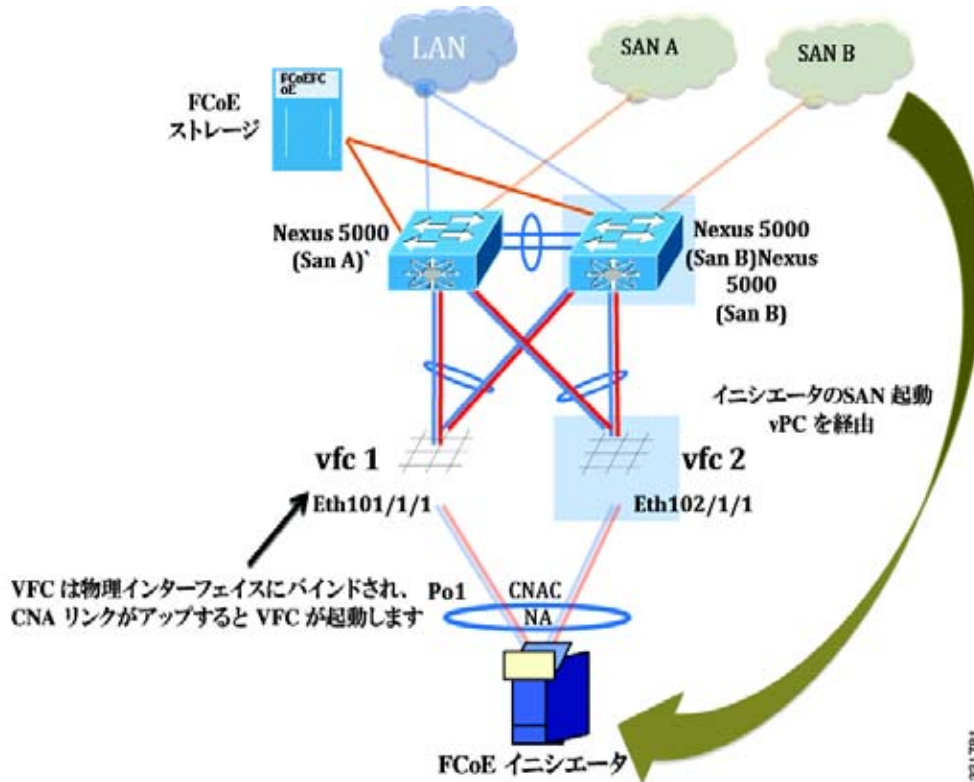 LAN
SAN A
SAN B
FCoEFC
oE
FCoE
ストレージ
Nexus 5000
(San A)`
Nexus 5000
(San B)Nexus
5000
(San B)
イニシエータのSAN 起動
vPC を経由
vfc 1
vfc 2
Eth101/1/1
Eth102/1/1
VFC は物理インターフェイスにバインドされ、
CNA リンクがアップすると VFC が起動します
Po1
CNAC
NA
FCoE イニシエータ